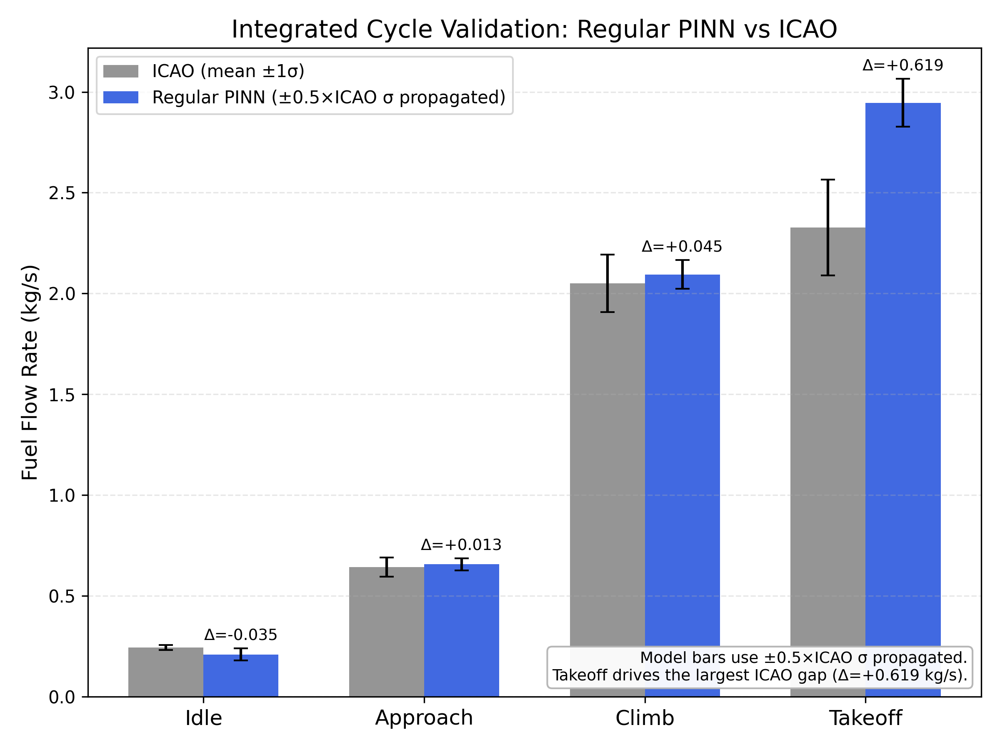 Integrated Cycle Validation: Regular PINN vs ICAO
ICAO (mean ±1σ)
Regular PINN (±0.5×ICAO σ propagated)
Fuel Flow Rate (kg/s)
3.0
2.5
2.0
1.5
1.0
0.5
0.0
Δ=-0.035
Δ=+0.013
Δ=+0.045
Δ=+0.619
Model bars use ±0.5×ICAO σ propagated.
Takeoff drives the largest ICAO gap (Δ=+0.619 kg/s).
Idle
Approach
Climb
Takeoff